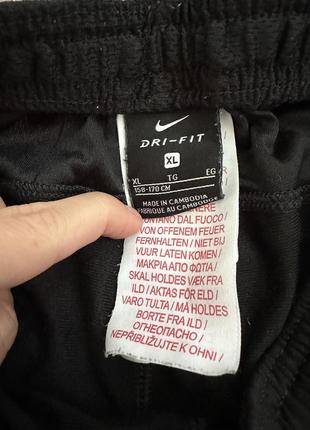 DRI-FIT
XL
XL TG EG
158-170 CM
MADE IN CAMBODIA
FABRIQUE AU CAMBODGE
TANO DAL FUOCO/
VON OFFENEM FEUER
FERNHALTEN / NIET BIJ
VUUR LATEN KOMEN /
ΜΑΚΡΙΑ ΑΠΟ ΦΩΤΙΑ/
SKAL HOLDES VÆK FRA
ILD / AKTAS FÖR ELD /
VARO TULTA / MÅ HOLDES
BORTE FRA ILD /
ОГНЕОПАСНО /
NEPŘIBLIŽUJTE K OHNI /